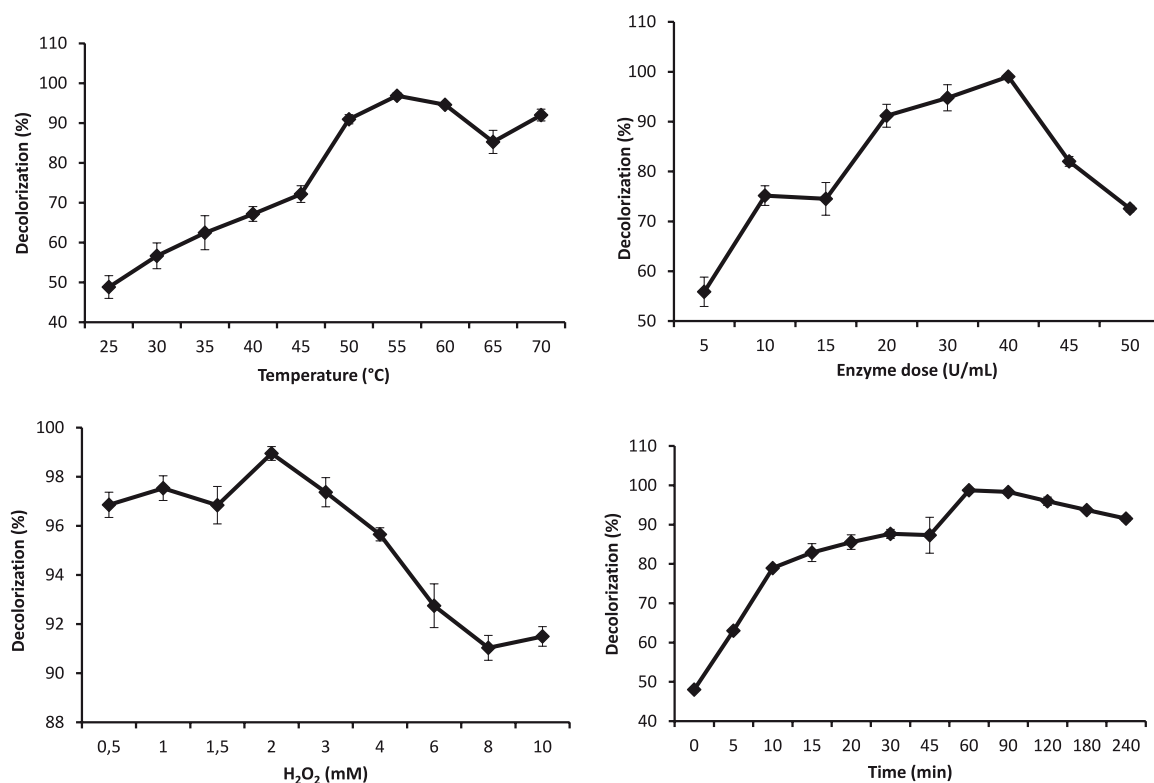 110
100
90
80
70
60
50
40
Decolorization (%)
25 30 35 40 45 50 55 60 65 70
Temperature (°C)
110
100
90
80
70
60
50
Decolorization (%)
5 10 15 20 30 40 45 50
Enzyme dose (U/mL)
100
98
96
94
92
90
88
Decolorization (%)
0,5 1 1,5 2 3 4 6 8 10
H₂O₂ (mM)
110
100
90
80
70
60
50
40
Decolorization (%)
0 5 10 15 20 30 45 60 90 120 180 240
Time (min)